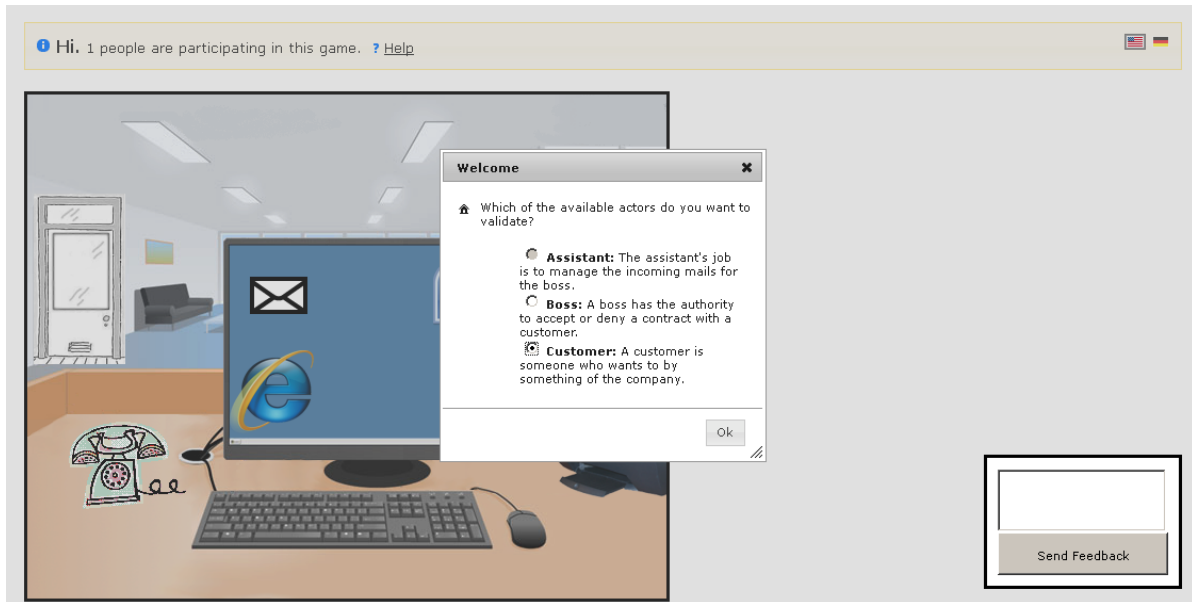 Hi. 1 people are participating in this game. ? Help
Welcome
Which of the available actors do you want to
validate?
Assistant: The assistant's job
is to manage the incoming mails for
the boss.
Boss: A boss has the authority
to accept or deny a contract with a
customer.
Customer: A customer is
someone who wants to by
something of the company.
Ok
Send Feedback